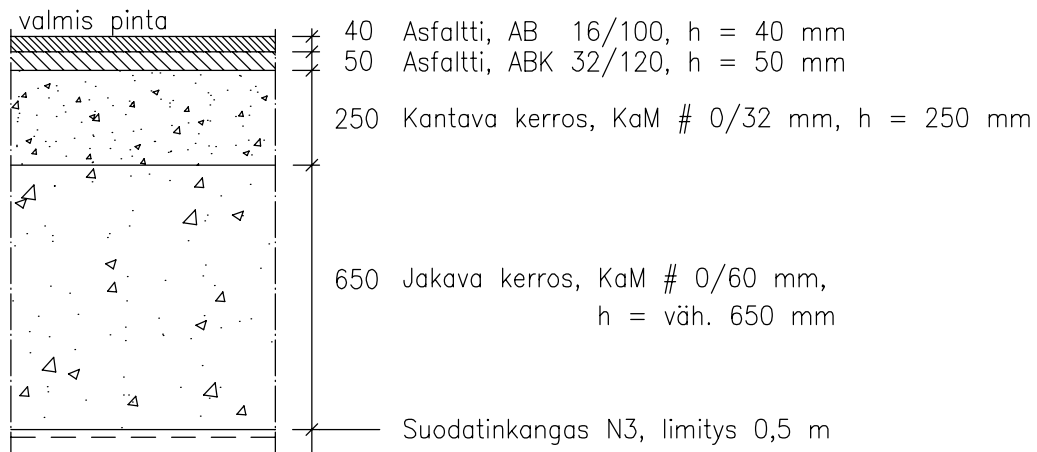 valmis pinta
40 Asfaltti, AB 16/100, h = 40 mm
50 Asfaltti, ABK 32/120, h = 50 mm
250 Kantava kerros, KaM # 0/32 mm, h = 250 mm
650 Jakava kerros, KaM # 0/60 mm,
h = väh. 650 mm
Suodatinkangas N3, limitys 0,5 m